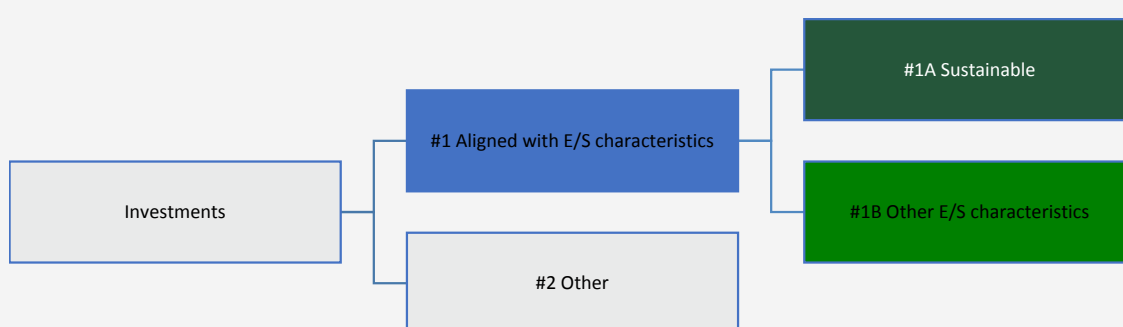 #1A Sustainable
#1 Aligned with E/S characteristics
Investments
#1B Other E/S characteristics
#2 Other